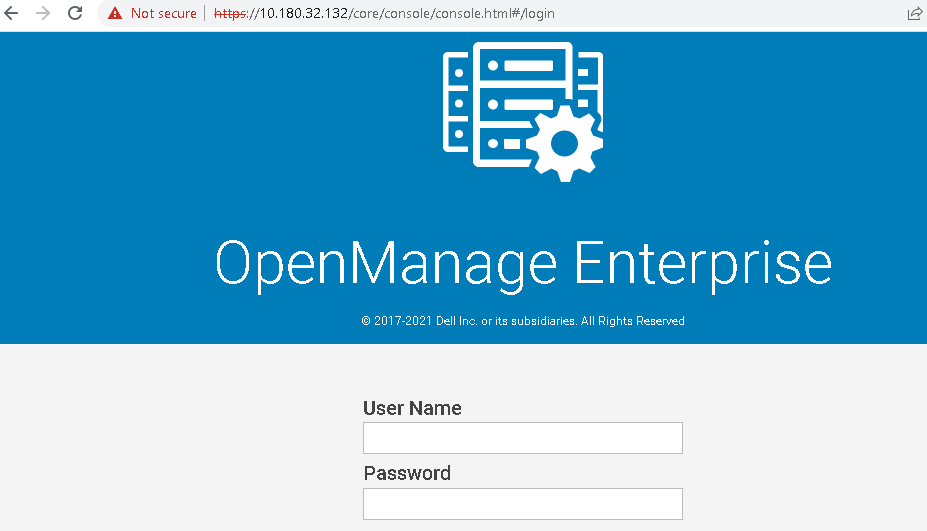 Not secure https://10.180.32.132/core/console/console.html#/login
OpenManage Enterprise
© 2017-2021 Dell Inc. or its subsidiaries. All Rights Reserved
User Name
Password